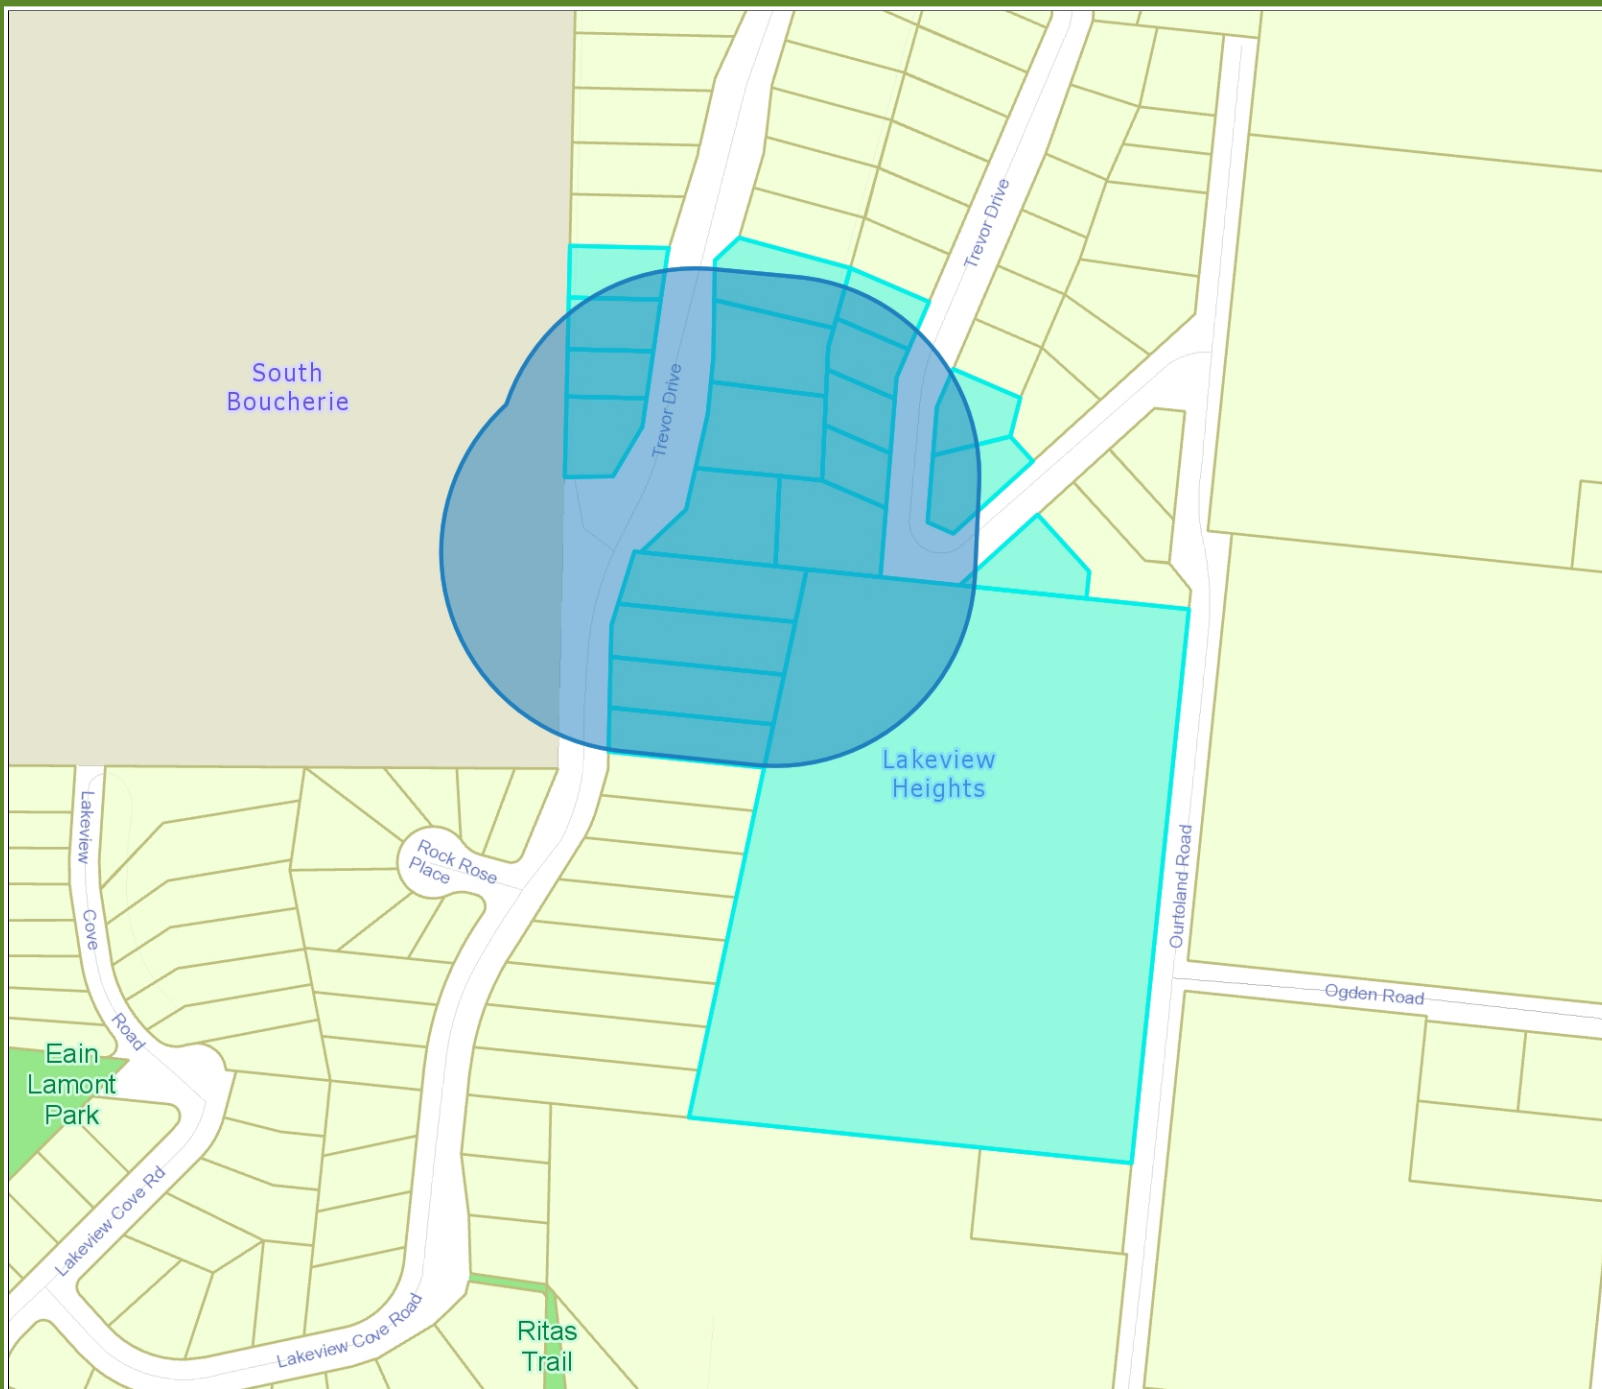 Trevor Drive
South
Boucherie
Trevor Drive
Lakeview
Heights
Lakeview
Cove
Road
Rock Rose
Place
Ourtoland Road
Ogden Road
Eain
Lamont
Park
Lakeview Cove Rd
Lakeview Cove Road
Ritas
Trail